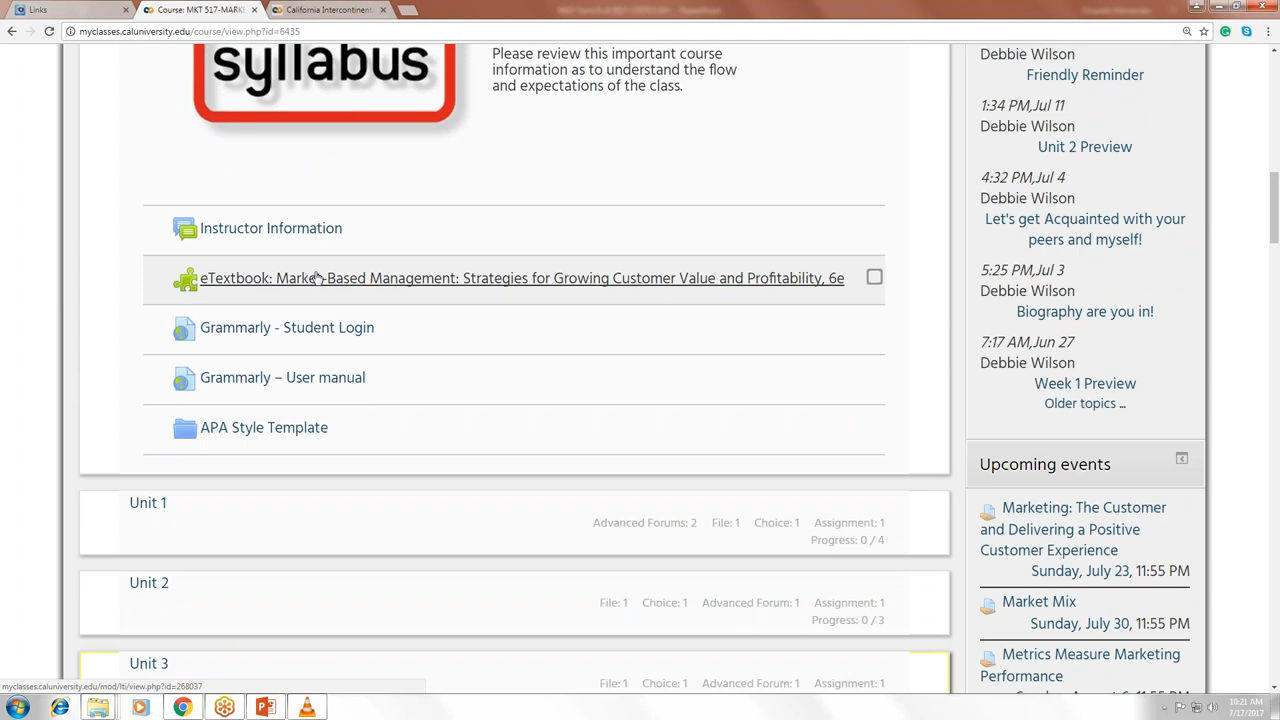 Links
Course: MKT 517-MARK
California Intercontinent
myclasses.caluniversity.edu/course/view.php?id=6435
syllabus
Please review this important course
information as to understand the flow
and expectations of the class.
Instructor Information
eTextbook: Market-Based Management: Strategies for Growing Customer Value and Profitability, 6e
Grammarly - Student Login
Grammarly – User manual
APA Style Template
Unit 1
Advanced Forums: 2 File: 1 Choice: 1 Assignment: 1
Progress: 0 / 4
Unit 2
File: 1 Choice: 1 Advanced Forum: 1 Assignment: 1
Progress: 0 / 3
Unit 3
File: 1 Choice: 1 Advanced Forum: 1 Assignment: 1
Debbie Wilson
Friendly Reminder
1:34 PM,Jul 11
Debbie Wilson
Unit 2 Preview
4:32 PM,Jul 4
Debbie Wilson
Let's get Acquainted with your
peers and myself!
5:25 PM,Jul 3
Debbie Wilson
Biography are you in!
7:17 AM,Jun 27
Debbie Wilson
Week 1 Preview
Older topics ...
Upcoming events
Marketing: The Customer
and Delivering a Positive
Customer Experience
Sunday, July 23, 11:55 PM
Market Mix
Sunday, July 30, 11:55 PM
Metrics Measure Marketing
Performance
myclasses.caluniversity.edu/mod/lti/view.php?id=268037
10:21 AM
7/17/2017